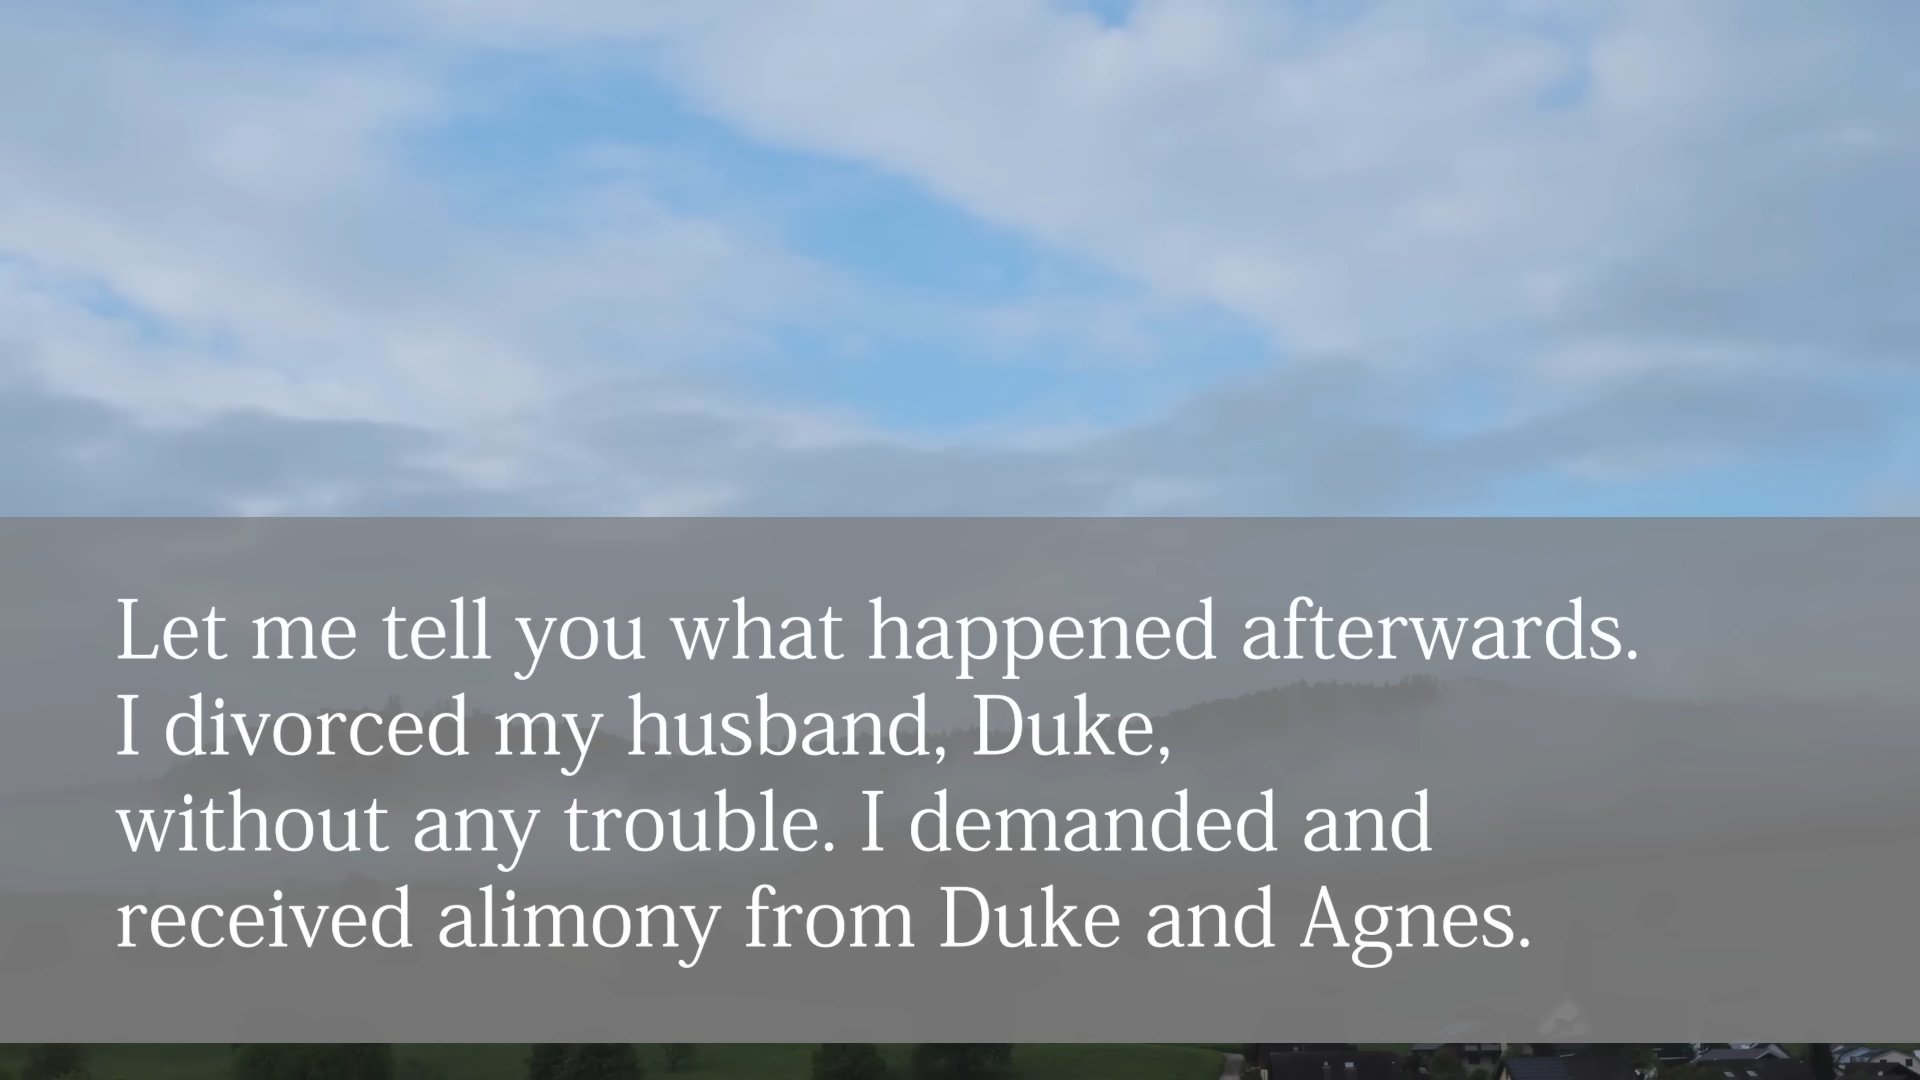 Let me tell you what happened afterwards.
I divorced my husband, Duke,
without any trouble. I demanded and
received alimony from Duke and Agnes.